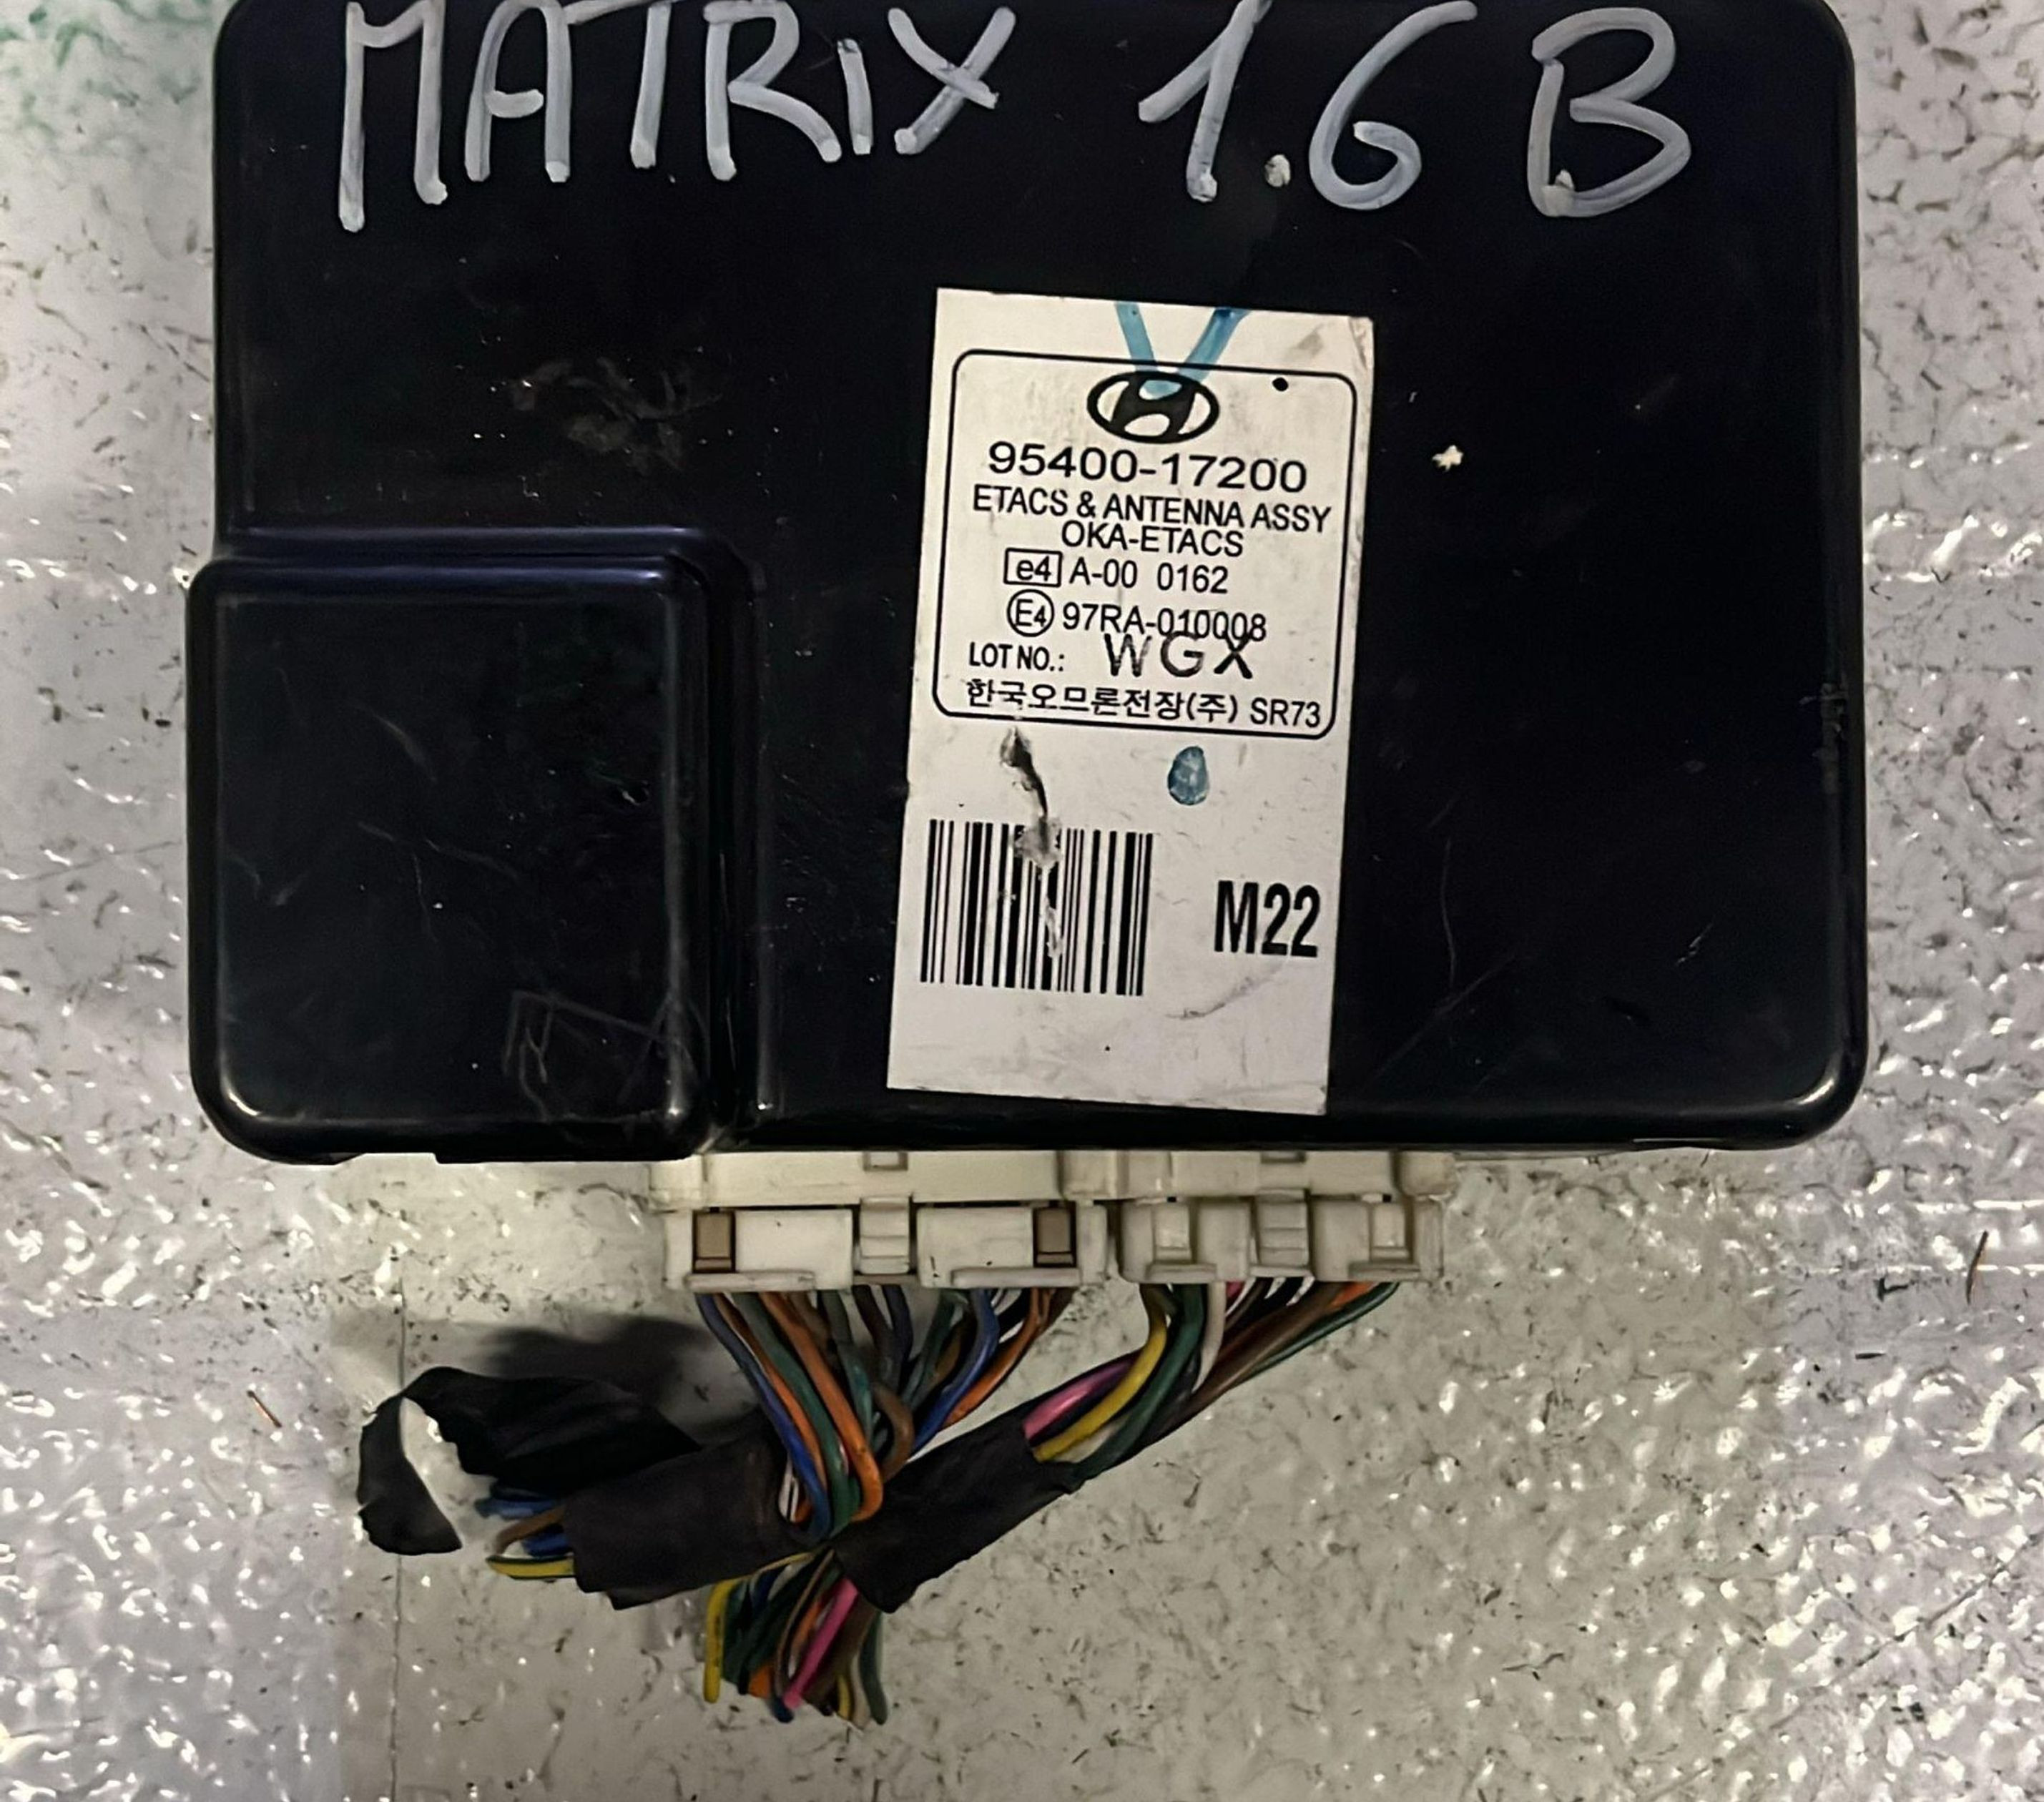 MATRIX 1.6 B
95400-17200
ETACS & ANTENNA ASSY
OKA-ETACS
e4 A-00 0162
E4 97RA-010008
LOT NO.: WGX
한국오므론전장(주) SR73
M22